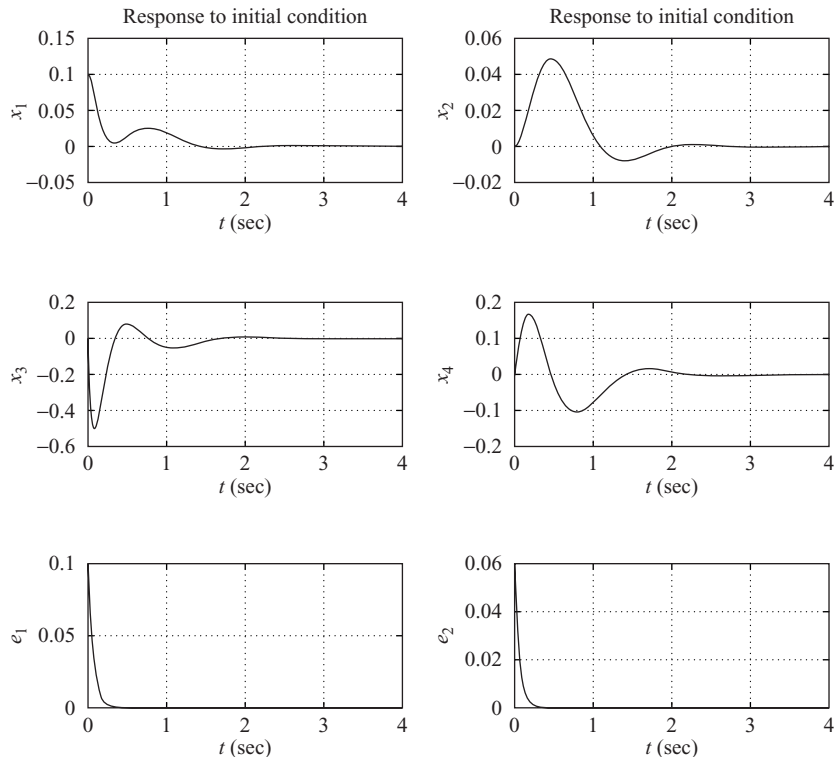 Response to initial condition
0.15
0.1
0.05
0
−0.05
x1
0 1 2 3 4
t (sec)
Response to initial condition
0.06
0.04
0.02
0
−0.02
x2
0 1 2 3 4
t (sec)
0.2
0
−0.2
−0.4
−0.6
x3
0 1 2 3 4
t (sec)
0.2
0.1
0
−0.1
−0.2
x4
0 1 2 3 4
t (sec)
0.1
0.05
0
e1
0 1 2 3 4
t (sec)
0.06
0.04
0.02
0
e2
0 1 2 3 4
t (sec)